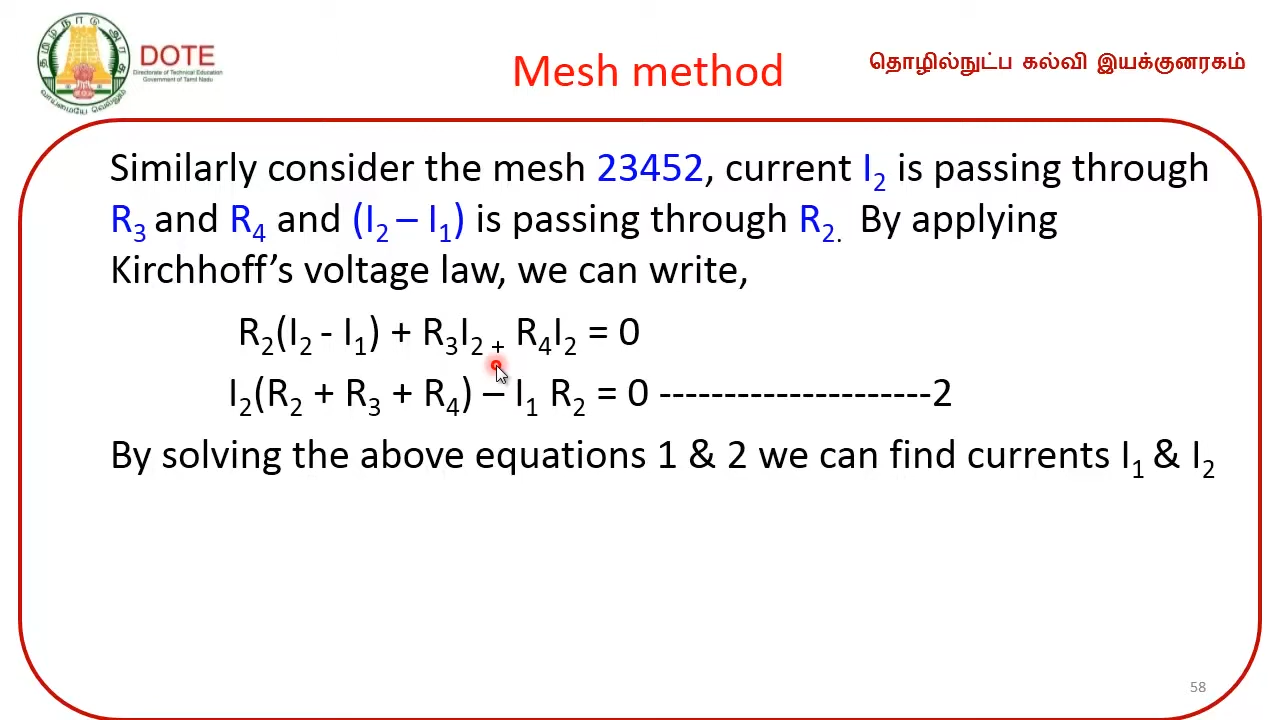 தமிழ்நாடு அரசு
வாய்மையே வெல்லும்
DOTE
Directorate of Technical Education
Government of Tamil Nadu
Mesh method
தொழில்நுட்ப கல்வி இயக்குனரகம்
Similarly consider the mesh 23452, current I₂ is passing through
R₃ and R₄ and (I₂ – I₁) is passing through R₂. By applying
Kirchhoff’s voltage law, we can write,
R₂(I₂ - I₁) + R₃I₂ ₊ R₄I₂ = 0
I₂(R₂ + R₃ + R₄) – I₁ R₂ = 0 ---------------------2
By solving the above equations 1 & 2 we can find currents I₁ & I₂
58